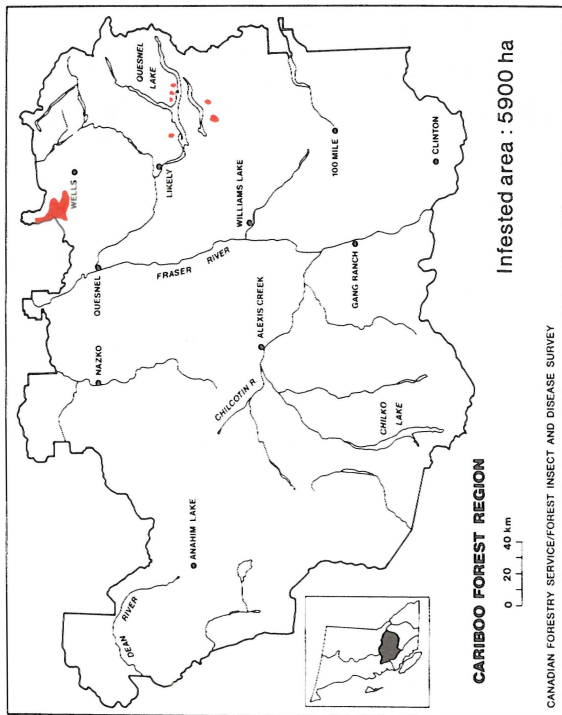 QUESNEL
LAKE
WELLS
LIKELY
QUESNEL
NAZKO
FRASER RIVER
WILLIAMS LAKE
100 MILE
ALEXIS CREEK
CHILCOTIN R
ANAHIM LAKE
DEAN RIVER
GANG RANCH
CLINTON
CHILKO
LAKE
CARIBOO FOREST REGION
0 20 40 km
Infested area : 5900 ha
CANADIAN FORESTRY SERVICE/FOREST INSECT AND DISEASE SURVEY